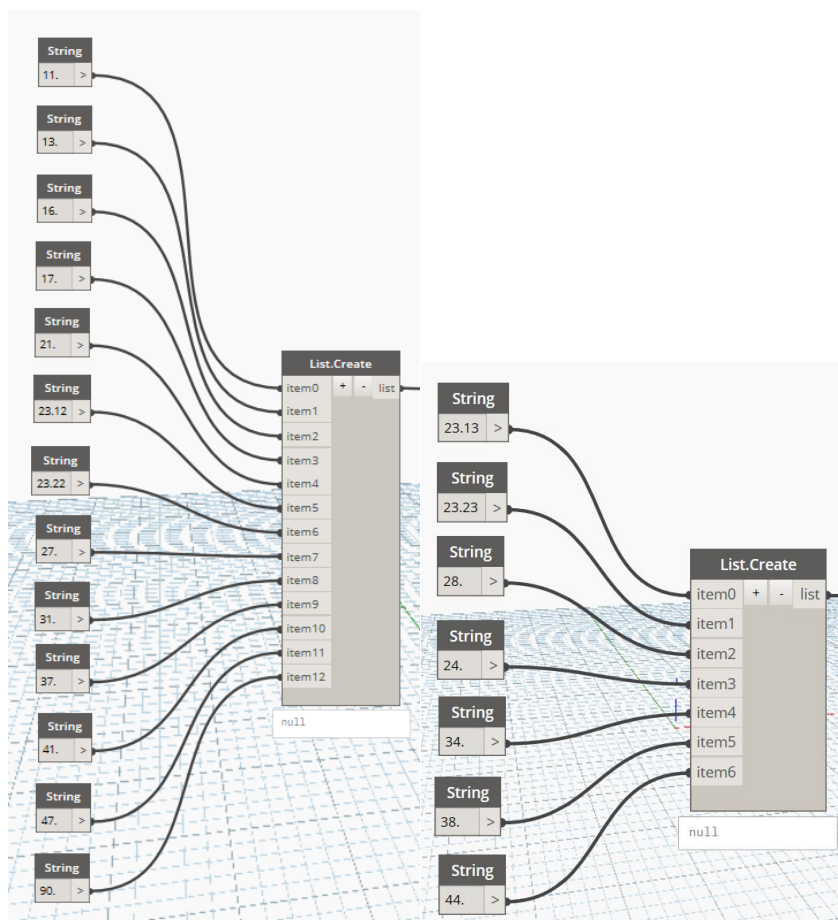 String
11. >
String
13. >
String
16. >
String
17. >
String
21. >
String
23.12 >
String
23.22 >
String
27. >
String
31. >
String
37. >
String
41. >
String
47. >
String
90. >
List.Create
item0 + - list
item1
item2
item3
item4
item5
item6
item7
item8
item9
item10
item11
item12
null
String
23.13 >
String
23.23 >
String
28. >
String
24. >
String
34. >
String
38. >
String
44. >
List.Create
item0 + - list
item1
item2
item3
item4
item5
item6
null